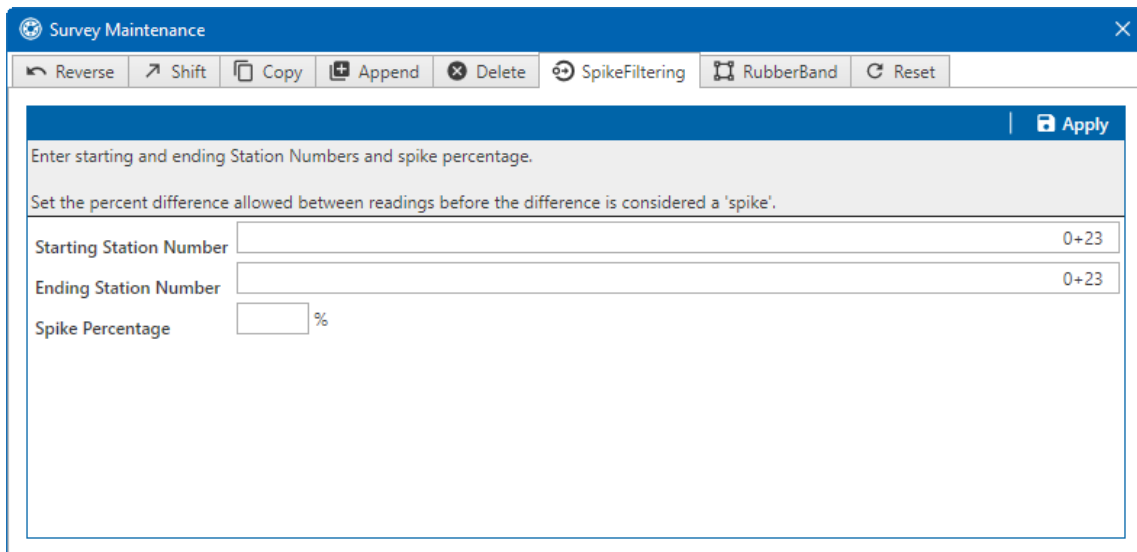 Survey Maintenance
Reverse Shift Copy Append Delete SpikeFiltering RubberBand Reset
Apply
Enter starting and ending Station Numbers and spike percentage.
Set the percent difference allowed between readings before the difference is considered a 'spike'.
Starting Station Number 0+23
Ending Station Number 0+23
Spike Percentage %